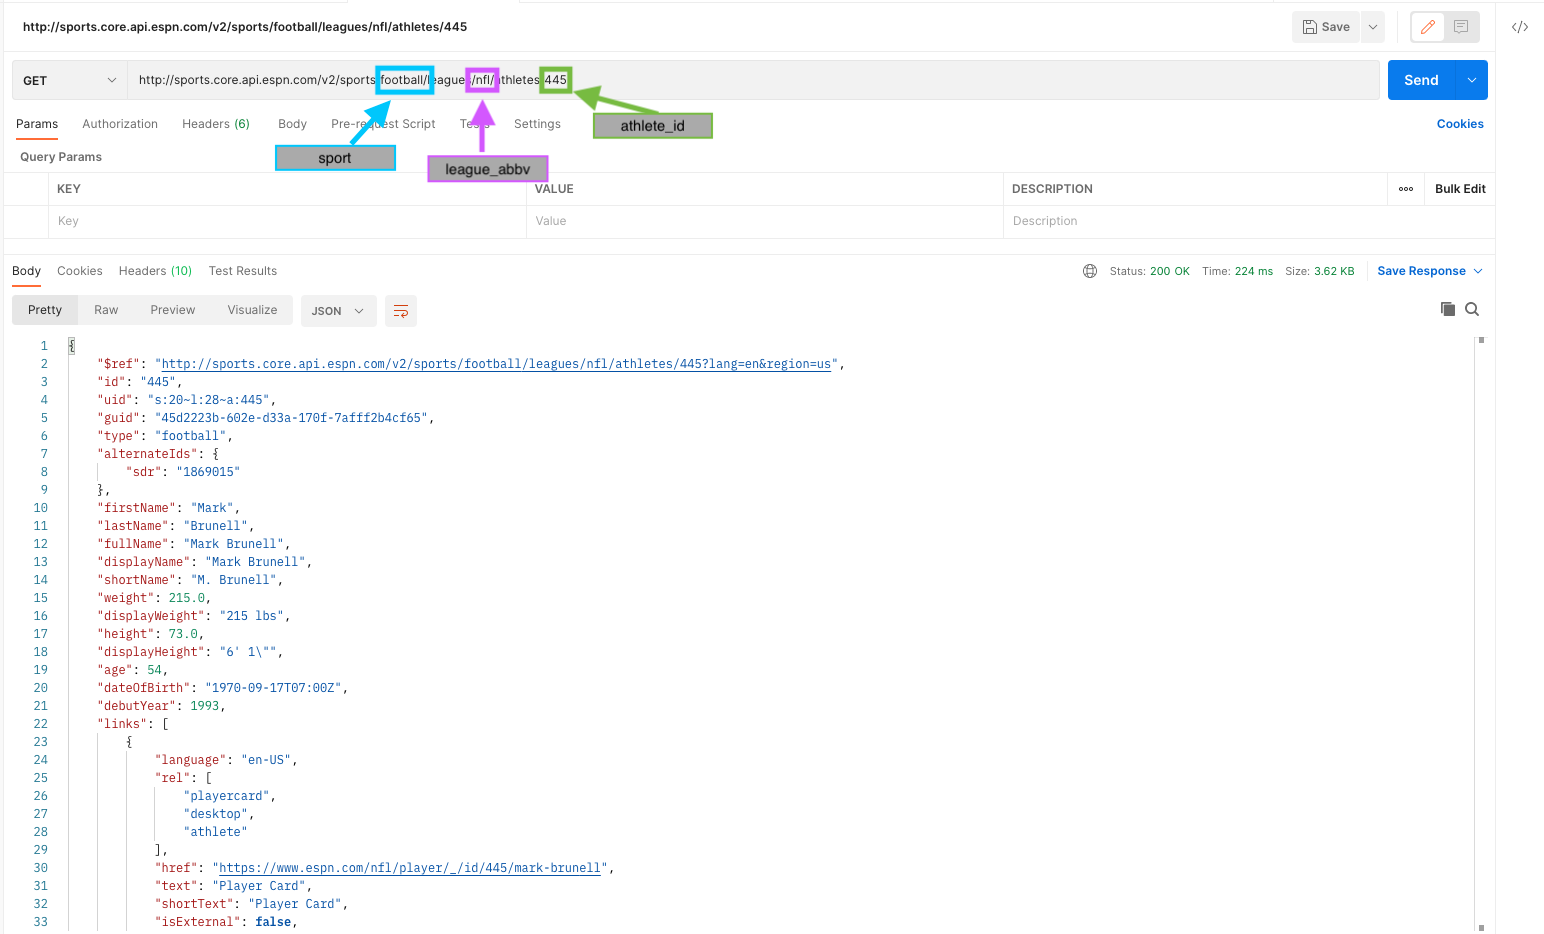 http://sports.core.api.espn.com/v2/sports/football/leagues/nfl/athletes/445
Save
</>
GET
http://sports.core.api.espn.com/v2/sports/football/leagues/nfl/athletes/445
Send
Params Authorization Headers (6) Body Pre-request Script Tests Settings
Cookies
athlete_id
sport
league_abbv
Query Params
KEY VALUE DESCRIPTION
Bulk Edit
Key Value Description
Body Cookies Headers (10) Test Results
Status: 200 OK Time: 224 ms Size: 3.62 KB Save Response
Pretty Raw Preview Visualize JSON
1 {
2 "$ref": "http://sports.core.api.espn.com/v2/sports/football/leagues/nfl/athletes/445?lang=en&region=us",
3 "id": "445",
4 "uid": "s:20~l:28~a:445",
5 "guid": "45d2223b-602e-d33a-170f-7afff2b4cf65",
6 "type": "football",
7 "alternateIds": {
8 "sdr": "1869015"
9 },
10 "firstName": "Mark",
11 "lastName": "Brunell",
12 "fullName": "Mark Brunell",
13 "displayName": "Mark Brunell",
14 "shortName": "M. Brunell",
15 "weight": 215.0,
16 "displayWeight": "215 lbs",
17 "height": 73.0,
18 "displayHeight": "6' 1\"",
19 "age": 54,
20 "dateOfBirth": "1970-09-17T07:00Z",
21 "debutYear": 1993,
22 "links": [
23 {
24 "language": "en-US",
25 "rel": [
26 "playercard",
27 "desktop",
28 "athlete"
29 ],
30 "href": "https://www.espn.com/nfl/player/_/id/445/mark-brunell",
31 "text": "Player Card",
32 "shortText": "Player Card",
33 "isExternal": false,